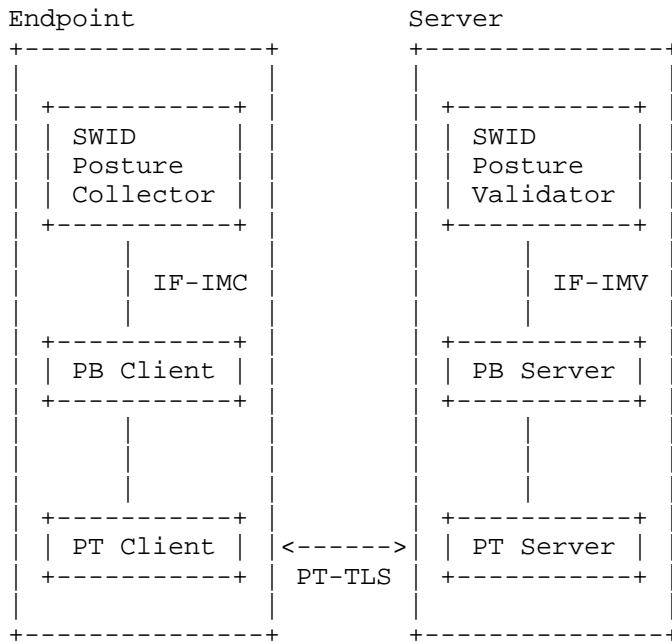 Endpoint Server
SWID SWID
Posture Posture
Collector Validator
IF-IMC IF-IMV
PB Client PB Server
PT Client <------> PT Server
PT-TLS